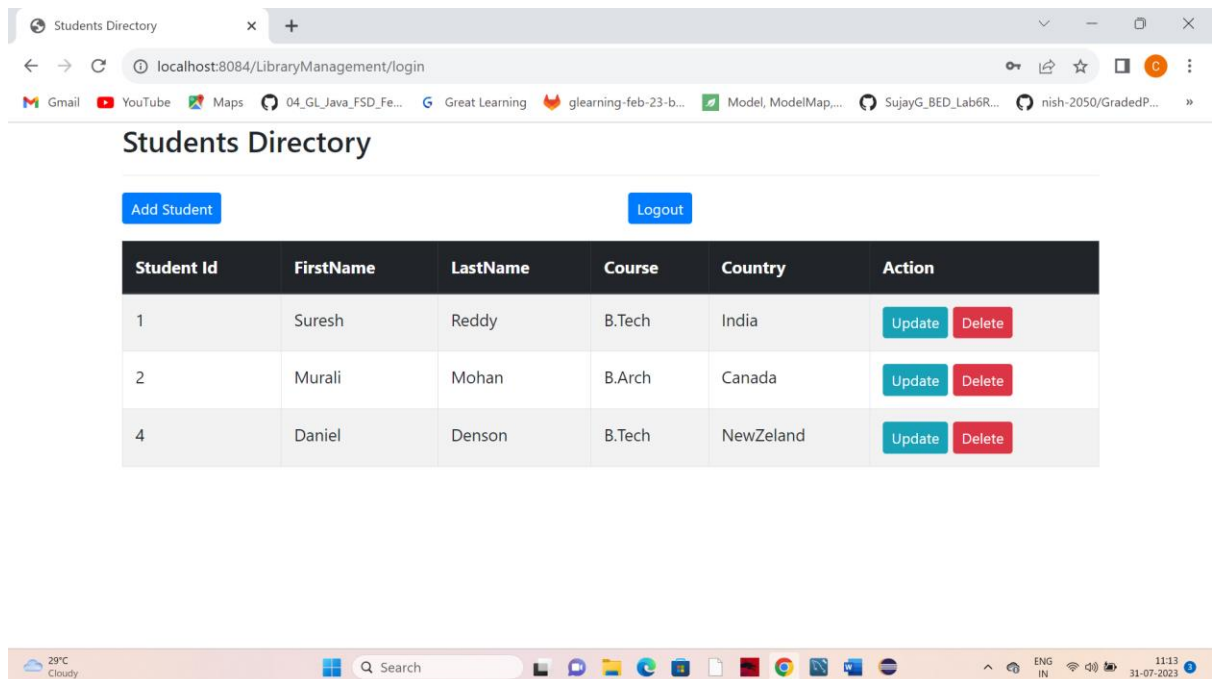 Students Directory
localhost:8084/LibraryManagement/login
C
Gmail YouTube Maps 04_GL_Java_FSD_Fe... Great Learning glearning-feb-23-b... Model, ModelMap,... SujayG_BED_Lab6R... nish-2050/GradedP... »
Students Directory
Add Student Logout
Student Id FirstName LastName Course Country Action
1 Suresh Reddy B.Tech India Update Delete
2 Murali Mohan B.Arch Canada Update Delete
4 Daniel Denson B.Tech NewZeland Update Delete
29°C
Cloudy
Search
ENG
IN
11:13
31-07-2023
3